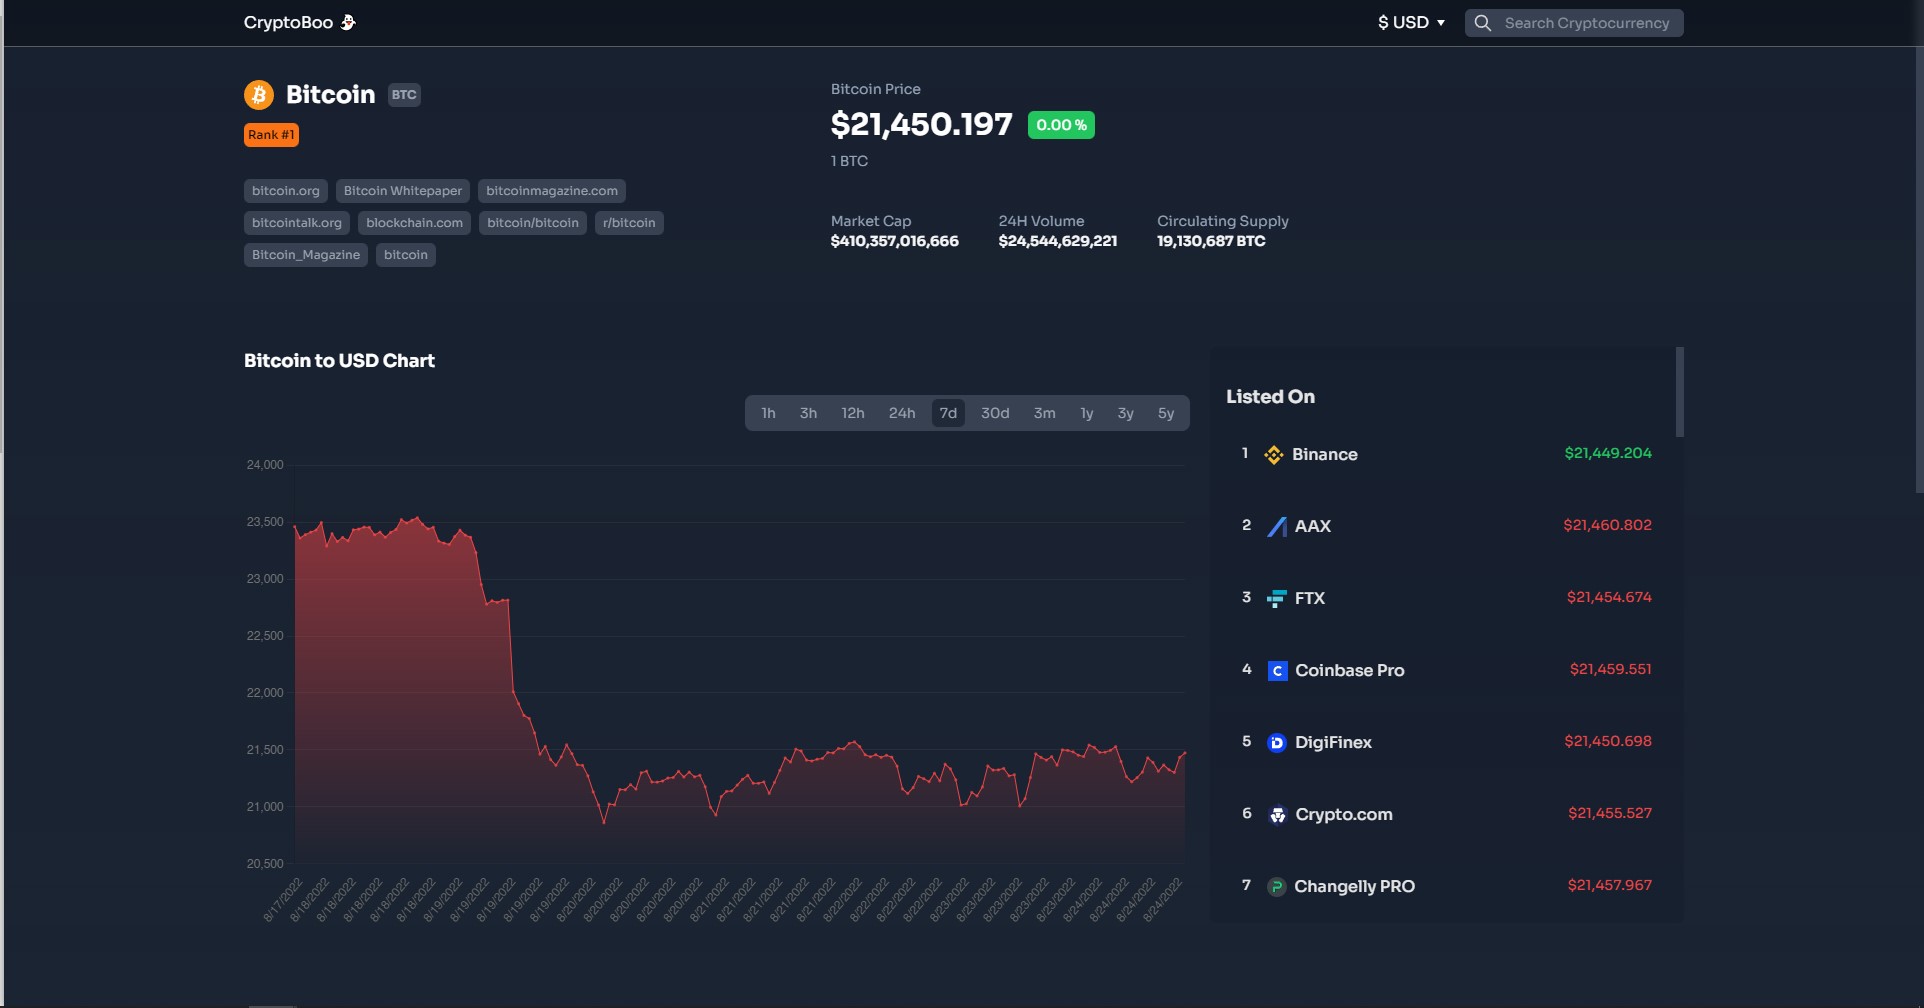 CryptoBoo
$ USD ▼
Search Cryptocurrency
Bitcoin BTC
Rank #1
bitcoin.org Bitcoin Whitepaper bitcoinmagazine.com
bitcointalk.org blockchain.com bitcoin/bitcoin r/bitcoin
Bitcoin_Magazine bitcoin
Bitcoin Price
$21,450.197 0.00 %
1 BTC
Market Cap 24H Volume Circulating Supply
$410,357,016,666 $24,544,629,221 19,130,687 BTC
Bitcoin to USD Chart
1h 3h 12h 24h 7d 30d 3m 1y 3y 5y
24,000
23,500
23,000
22,500
22,000
21,500
21,000
20,500
8/17/2022 8/18/2022 8/18/2022 8/18/2022 8/18/2022 8/18/2022 8/19/2022 8/19/2022 8/19/2022 8/19/2022 8/19/2022 8/20/2022 8/20/2022 8/20/2022 8/20/2022 8/20/2022 8/21/2022 8/21/2022 8/21/2022 8/21/2022 8/21/2022 8/22/2022 8/22/2022 8/22/2022 8/22/2022 8/23/2022 8/23/2022 8/23/2022 8/23/2022 8/23/2022 8/24/2022 8/24/2022 8/24/2022 8/24/2022
Listed On
1 Binance $21,449.204
2 AAX $21,460.802
3 FTX $21,454.674
4 Coinbase Pro $21,459.551
5 DigiFinex $21,450.698
6 Crypto.com $21,455.527
7 Changelly PRO $21,457.967